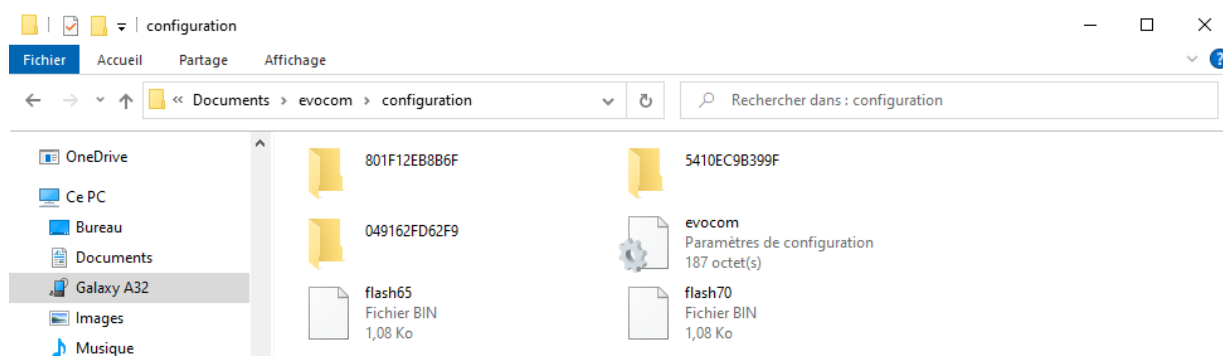 configuration
Fichier Accueil Partage Affichage
« Documents > evocom > configuration
Rechercher dans : configuration
OneDrive
Ce PC
Bureau
Documents
Galaxy A32
Images
Musique
801F12EB8B6F
5410EC9B399F
049162FD62F9
evocom
Paramètres de configuration
187 octet(s)
flash65
Fichier BIN
1,08 Ko
flash70
Fichier BIN
1,08 Ko